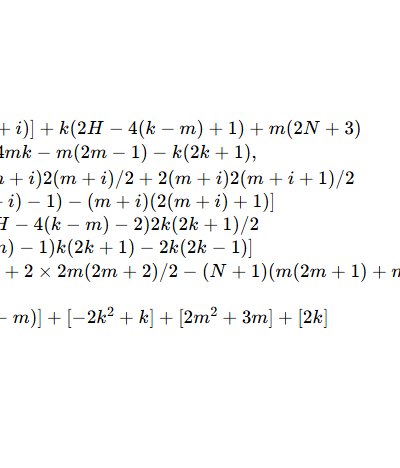 + i)] + k(2H − 4(k − m) + 1) + m(2N + 3)
4mk − m(2m − 1) − k(2k + 1),
+ i)2(m + i)/2 + 2(m + i)2(m + i + 1)/2
i) − 1) − (m + i)(2(m + i) + 1)]
− 4(k − m) − 2)2k(2k + 1)/2
) − 1)k(2k + 1) − 2k(2k − 1)]
+ 2 × 2m(2m + 2)/2 − (N + 1)(m(2m + 1) +
− m)] + [−2k² + k] + [2m² + 3m] + [2k]